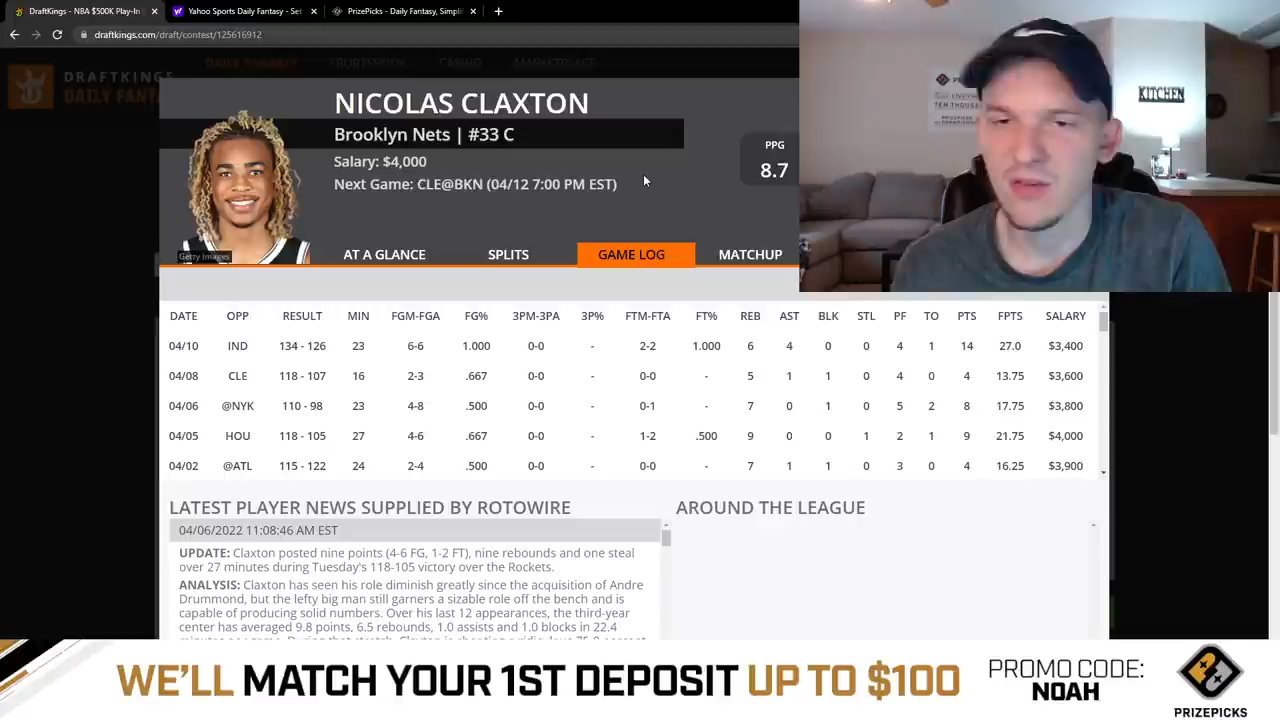 DraftKings - NBA $500K Play-In
Yahoo Sports Daily Fantasy - Set
PrizePicks - Daily Fantasy, Simpli
draftkings.com/draft/contest/125616912
DRAFTKINGS
DAILY FANTA
DAILY FANTASY SPORTSBOOK CASINO MARKETPLACE
NICOLAS CLAXTON
Brooklyn Nets | #33 C
Salary: $4,000
Next Game: CLE@BKN (04/12 7:00 PM EST)
PPG
8.7
Getty Images
AT A GLANCE SPLITS GAME LOG MATCHUP
KITCHEN
DATE OPP RESULT MIN FGM-FGA FG% 3PM-3PA 3P% FTM-FTA FT% REB AST BLK STL PF TO PTS FPTS SALARY
04/10 IND 134 - 126 23 6-6 1.000 0-0 - 2-2 1.000 6 4 0 0 4 1 14 27.0 $3,400
04/08 CLE 118 - 107 16 2-3 .667 0-0 - 0-0 - 5 1 1 0 4 0 4 13.75 $3,600
04/06 @NYK 110 - 98 23 4-8 .500 0-0 - 0-1 - 7 0 1 0 5 2 8 17.75 $3,800
04/05 HOU 118 - 105 27 4-6 .667 0-0 - 1-2 .500 9 0 0 1 2 1 9 21.75 $4,000
04/02 @ATL 115 - 122 24 2-4 .500 0-0 - 0-0 - 7 1 1 0 3 0 4 16.25 $3,900
LATEST PLAYER NEWS SUPPLIED BY ROTOWIRE
AROUND THE LEAGUE
04/06/2022 11:08:46 AM EST
UPDATE: Claxton posted nine points (4-6 FG, 1-2 FT), nine rebounds and one steal
over 27 minutes during Tuesday's 118-105 victory over the Rockets.
ANALYSIS: Claxton has seen his role diminish greatly since the acquisition of Andre
Drummond, but the lefty big man still garners a sizable role off the bench and is
capable of producing solid numbers. Over his last 12 appearances, the third-year
center has averaged 9.8 points, 6.5 rebounds, 1.0 assists and 1.0 blocks in 22.4
WE'LL MATCH YOUR 1ST DEPOSIT UP TO $100
PROMO CODE:
NOAH
PRIZEPICKS